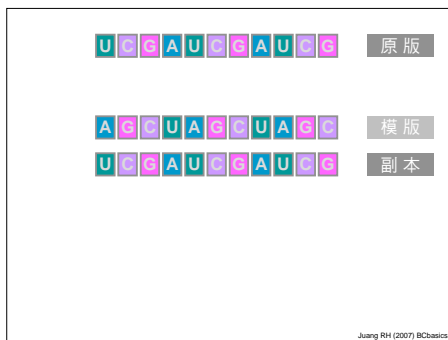 UCGAUCGAUCG 原版
AGCUAGCUAGC 模版
UCGAUCGAUCG 副本
Juang RH (2007) BCbasics